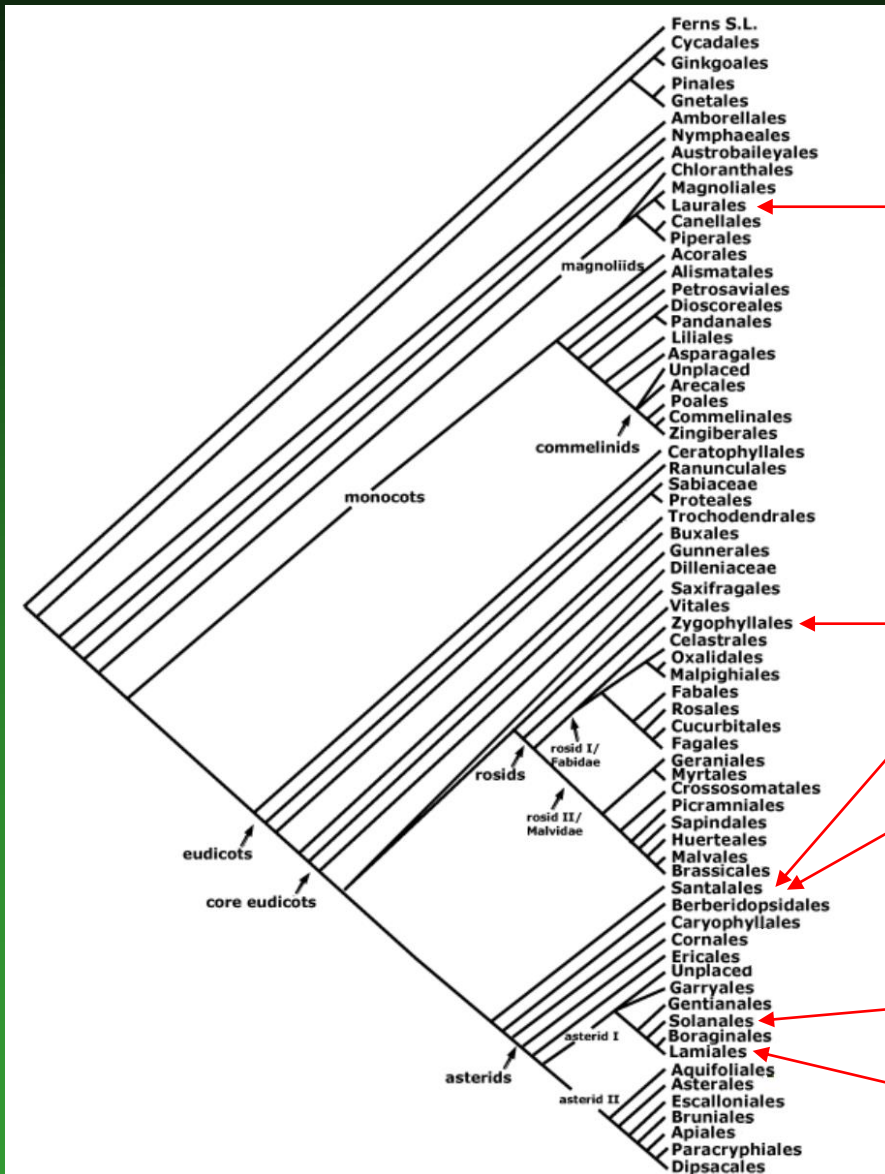 Ferns S.L.
Cycadales
Ginkgoales
Pinales
Gnetales
Amborellales
Nymphaeales
Austrobaileyales
Chloranthales
Magnoliales
Laurales
Canellales
Piperales
magnoliids
Acorales
Alismatales
Petrosaviales
Dioscoreales
Pandanales
Liliales
Asparagales
Unplaced
Arecales
Poales
Commelinales
Zingiberales
commelinids
monocots
Ceratophyllales
Ranunculales
Sabiaceae
Proteales
Trochodendrales
Buxales
Gunnerales
Dilleniaceae
Saxifragales
Vitales
Zygophyllales
Celastrales
Oxalidales
Malpighiales
Fabales
Rosales
Cucurbitales
Fagales
rosid I/
Fabidae
rosids
Geraniales
Myrtales
Crossosomatales
Picramniales
Sapindales
Huerteales
Malvales
Brassicales
rosid II/
Malvidae
eudicots
core eudicots
Santalales
Berberidopsidales
Caryophyllales
Cornales
Ericales
Unplaced
Garryales
Gentianales
Solanales
Boraginales
Lamiales
asterid I
asterids
Aquifoliales
Asterales
Escalloniales
Bruniales
Apiales
Paracryphiales
Dipsacales
asterid II